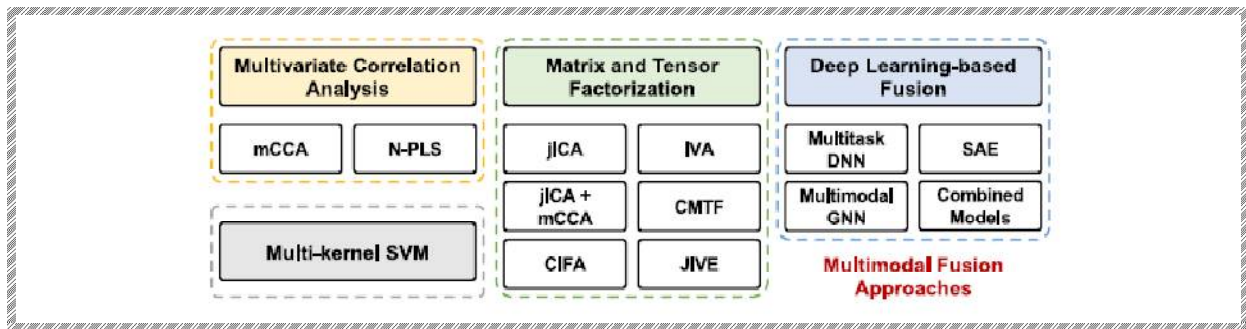 Multivariate Correlation
Analysis
mCCA
N-PLS
Multi-kernel SVM
Matrix and Tensor
Factorization
jICA
IVA
jICA +
mCCA
CMTF
CIFA
JIVE
Deep Learning-based
Fusion
Multitask
DNN
SAE
Multimodal
GNN
Combined
Models
Multimodal Fusion
Approaches